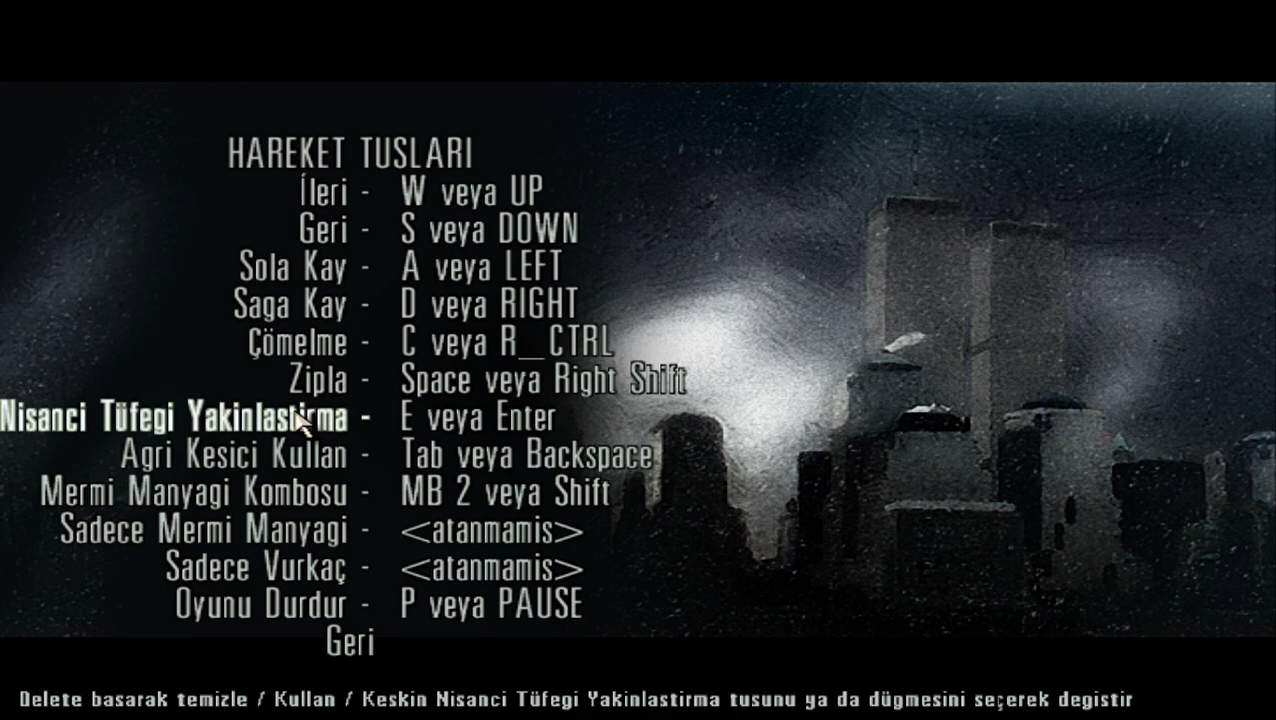 HAREKET TUSLARI
İleri - W veya UP
Geri - S veya DOWN
Sola Kay - A veya LEFT
Saga Kay - D veya RIGHT
Çömelme - C veya R_CTRL
Zipla - Space veya Right Shift
Nisanci Tüfegi Yakinlastirma - E veya Enter
Agri Kesici Kullan - Tab veya Backspace
Mermi Manyagi Kombosu - MB 2 veya Shift
Sadece Mermi Manyagi - <atanmamis>
Sadece Vurkaç - <atanmamis>
Oyunu Durdur - P veya PAUSE
Geri
Delete basarak temizle / Kullan / Keskin Nisanci Tüfegi Yakinlastirma tusunu ya da dügmesini seçerek degistir